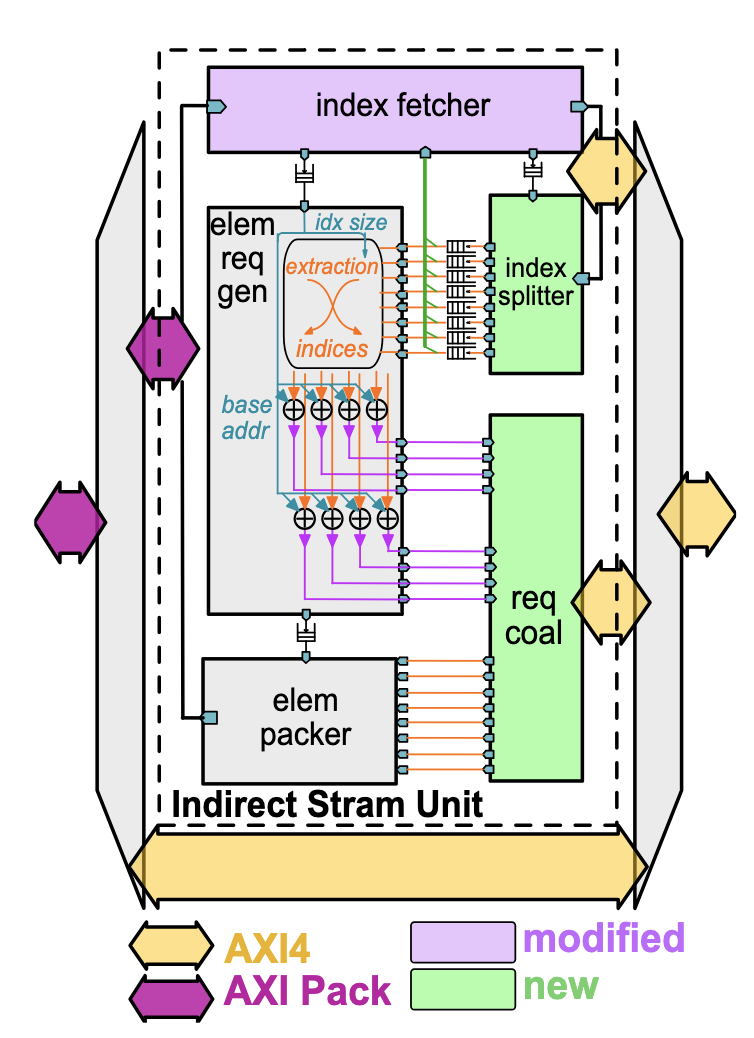 index fetcher
elem
req
gen
idx size
extraction
indices
index
splitter
base
addr
req
coal
elem
packer
Indirect Stram Unit
AXI4
AXI Pack
modified
new